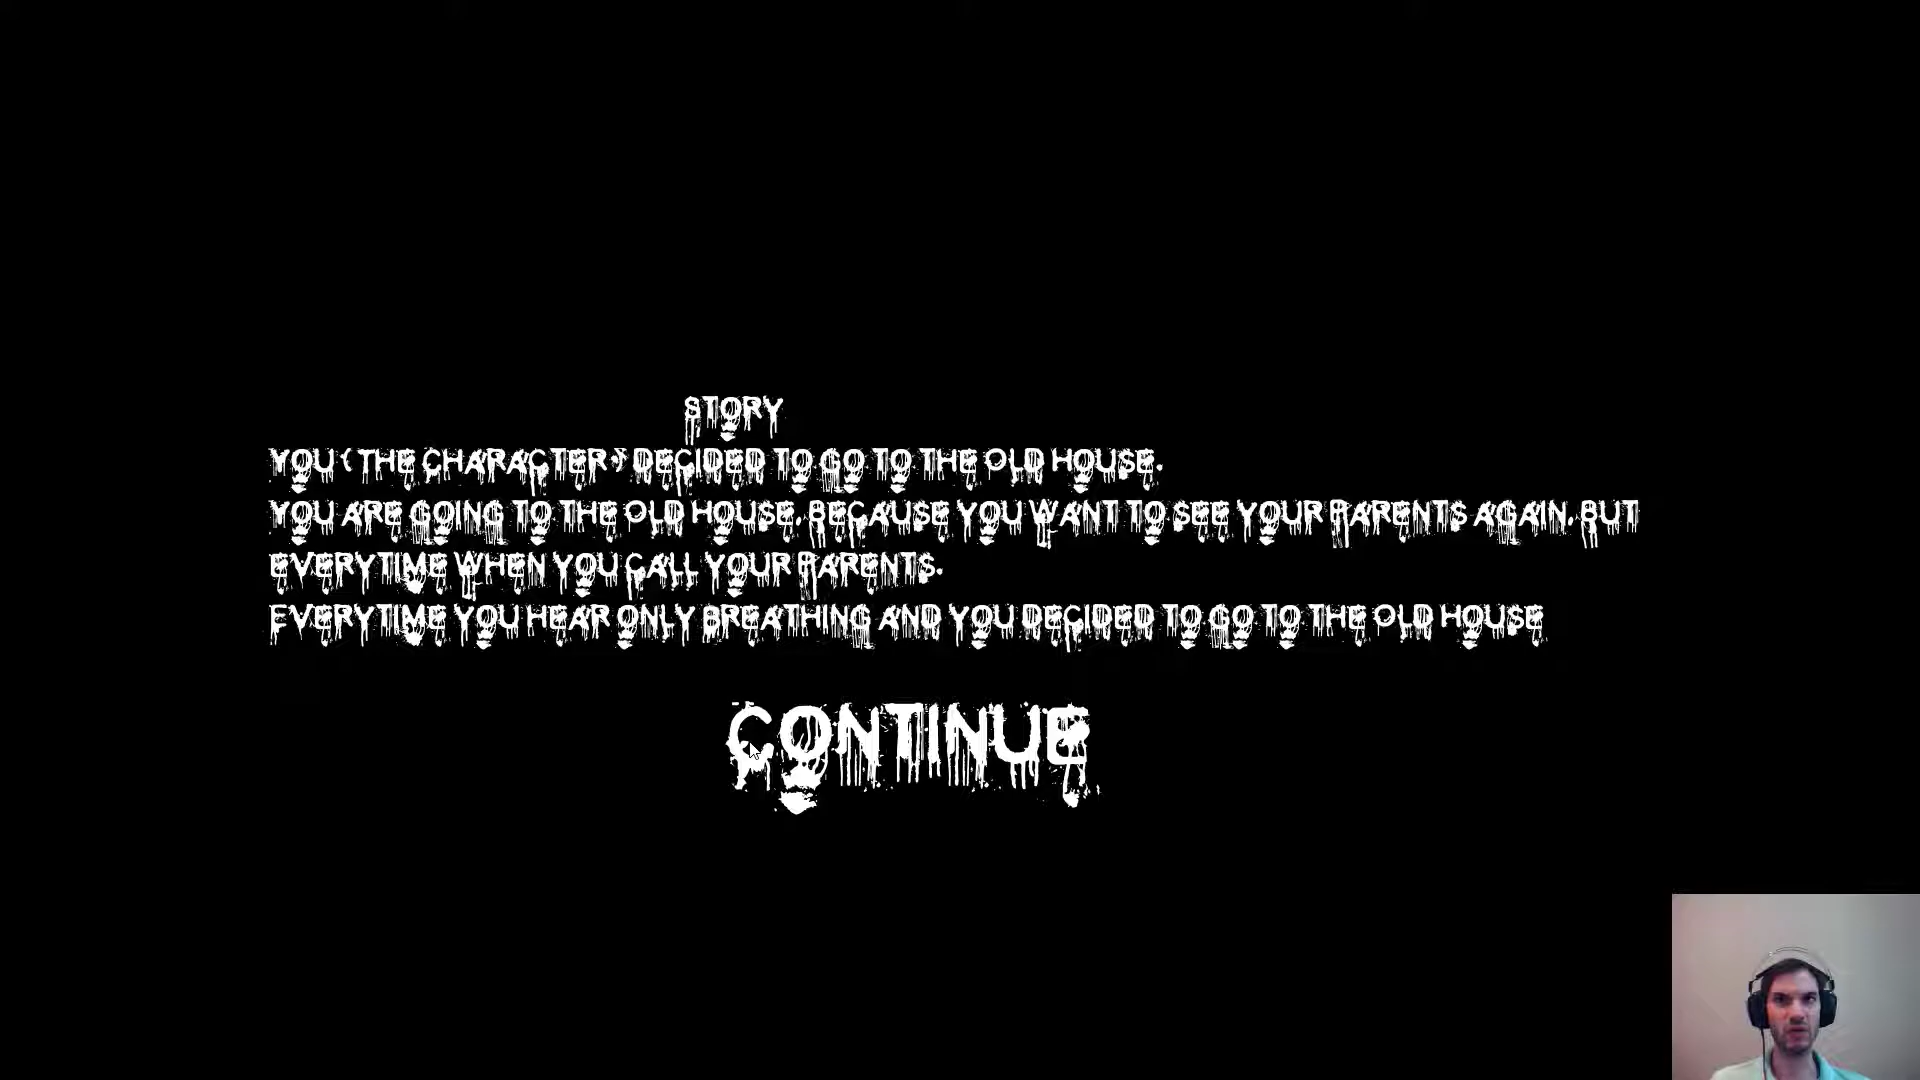 STORY
YOU (THE CHARACTER) DECIDED TO GO TO THE OLD HOUSE.
YOU ARE GOING TO THE OLD HOUSE, BECAUSE YOU WANT TO SEE YOUR PARENTS AGAIN. BUT
EVERYTIME WHEN YOU CALL YOUR PARENTS.
EVERYTIME YOU HEAR ONLY BREATHING AND YOU DECIDED TO GO TO THE OLD HOUSE
CONTINUE